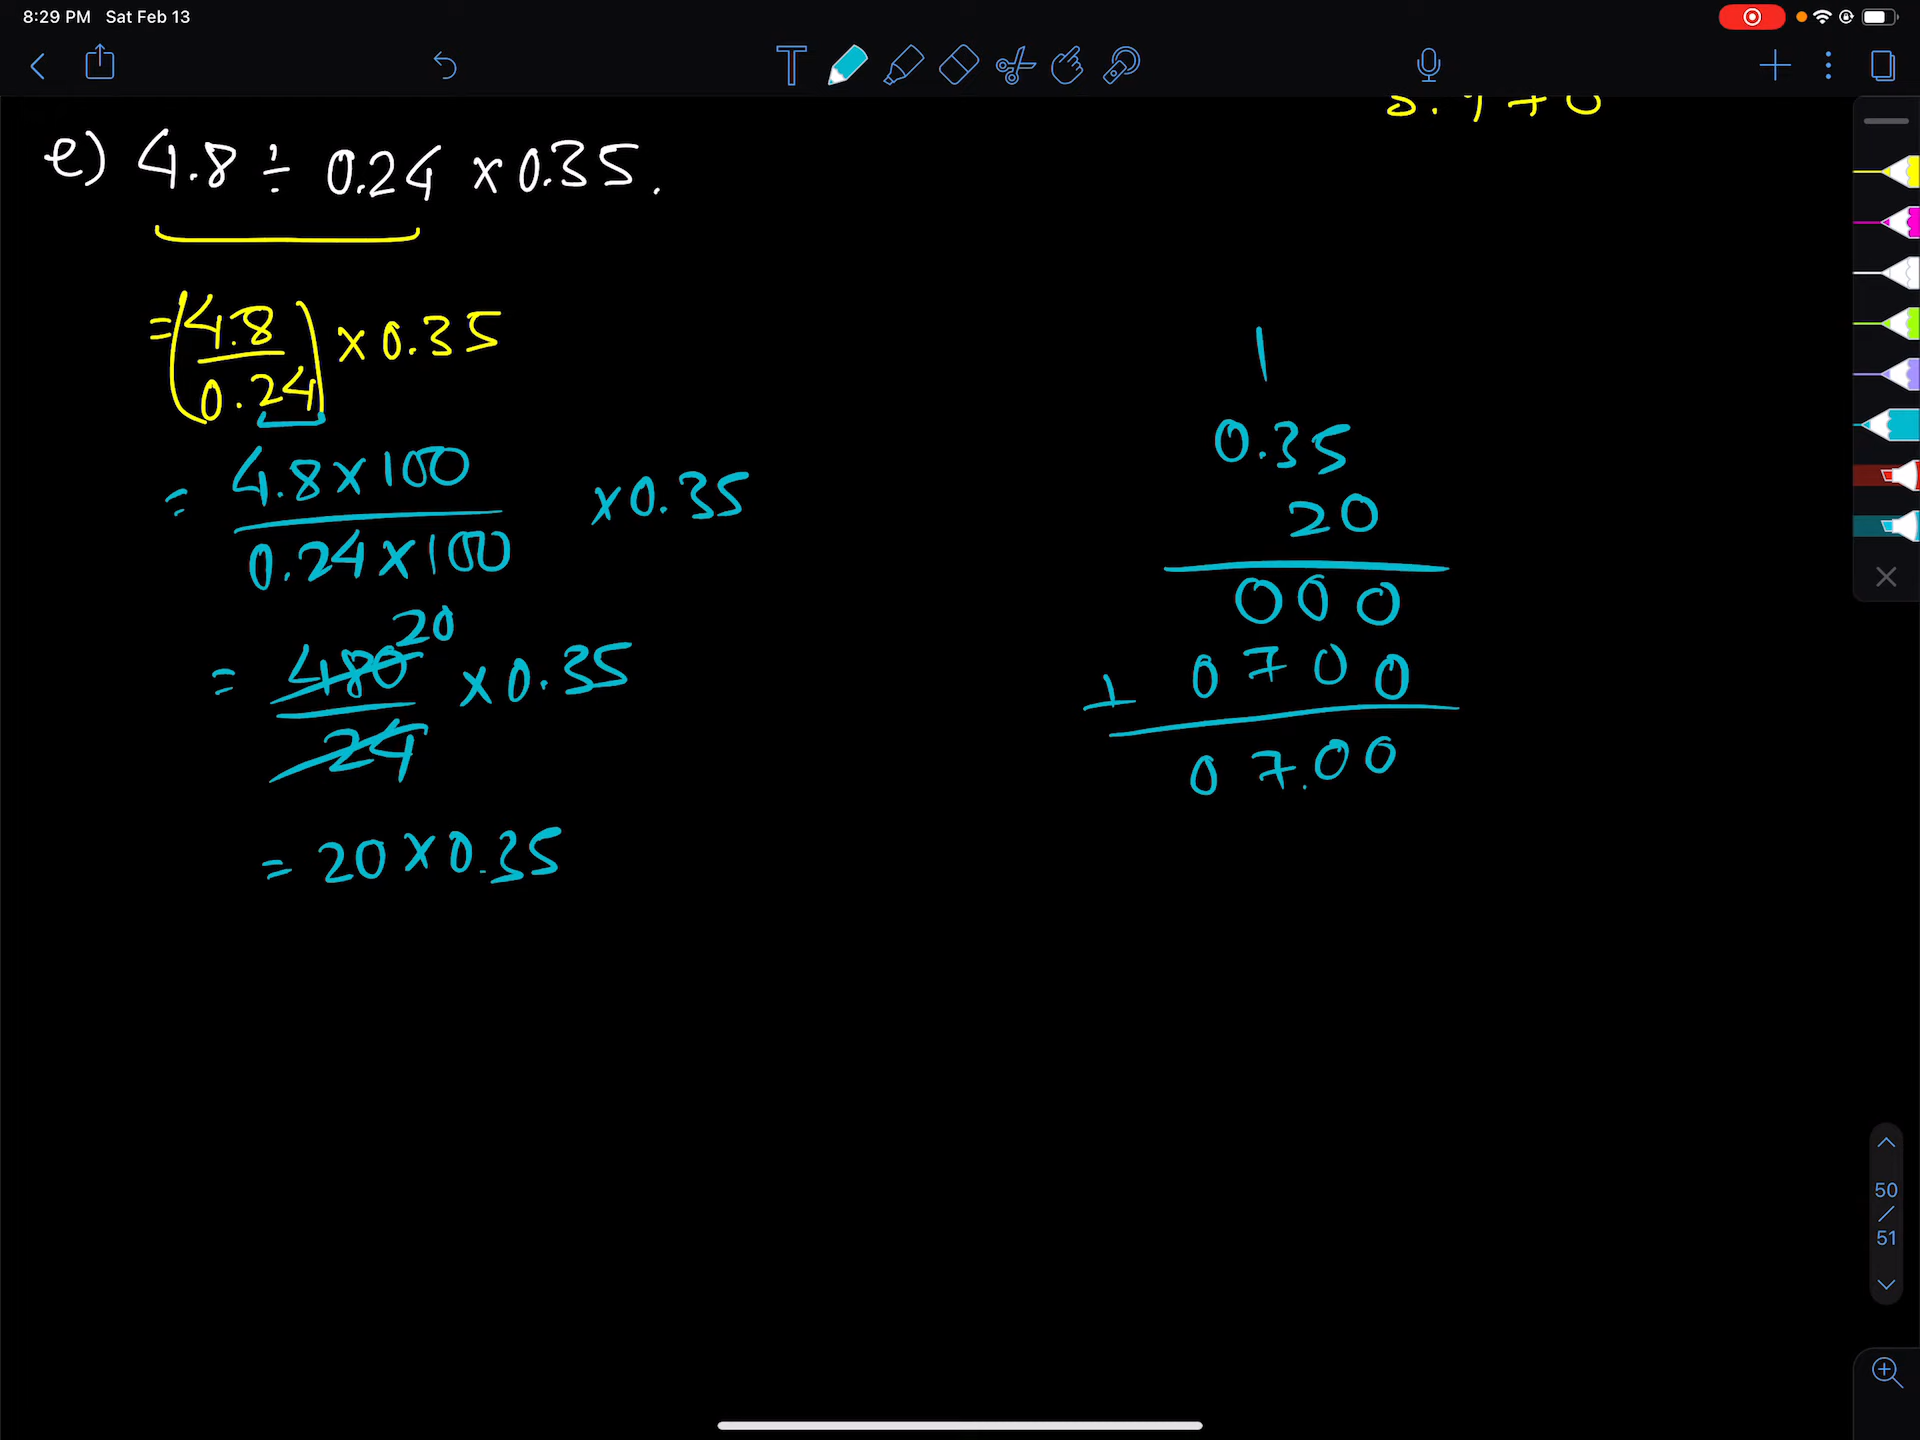 8:29 PM Sat Feb 13
e) 4.8 ÷ 0.24 × 0.35.
= (4.8 / 0.24) × 0.35
= 4.8 × 100 / 0.24 × 100 × 0.35
20
= 480 / 24 × 0.35
= 20 × 0.35
1
0.35
20
000
+ 0700
07.00
50
/
51